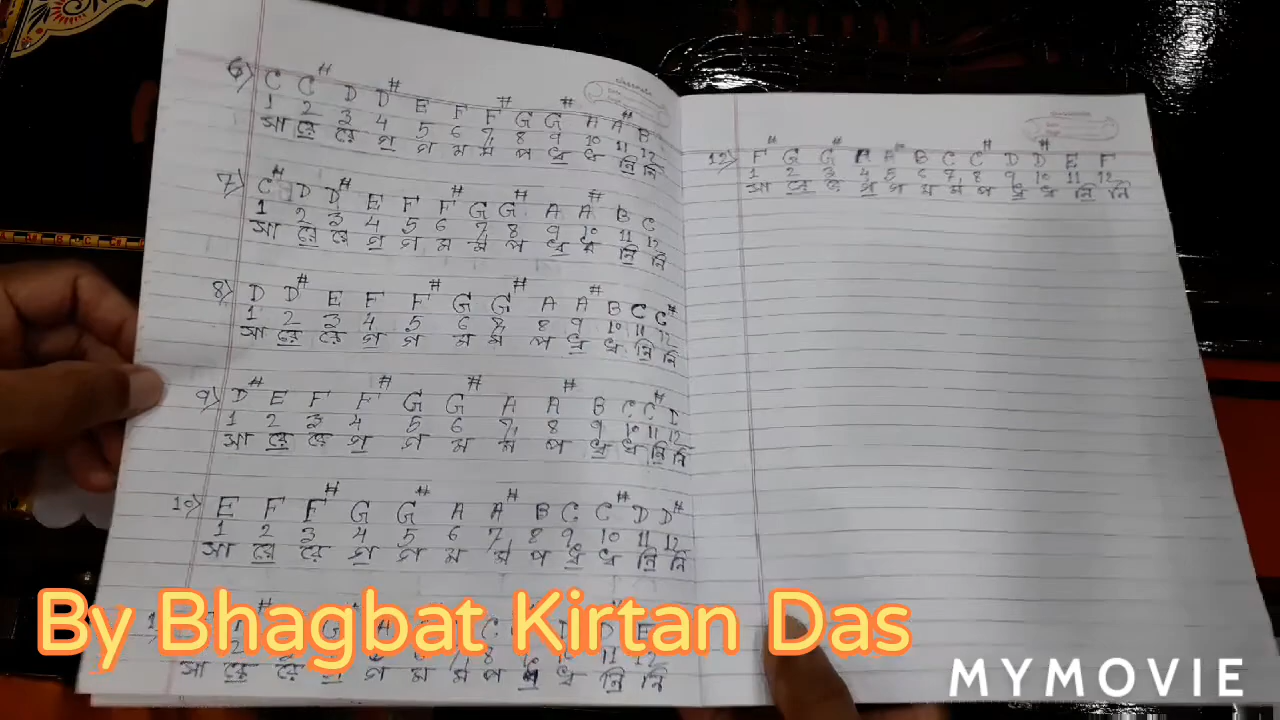 6) C C# D D# E F F# G G# A A# B
1 2 3 4 5 6 7 8 9 10 11 12
সা রে রে গ গ ম ম প ধ ধ নি নি
7) C# D D# E F F# G G# A A# B C
1 2 3 4 5 6 7 8 9 10 11 12
সা রে রে গ গ ম ম প ধ ধ নি নি
8) D D# E F F# G G# A A# B C C#
1 2 3 4 5 6 7 8 9 10 11 12
সা রে রে গ গ ম ম প ধ ধ নি নি
9) D# E F F# G G# A A# B C C# D
1 2 3 4 5 6 7 8 9 10 11 12
সা রে রে গ গ ম ম প ধ ধ নি নি
10) E F F# G G# A A# B C C# D D#
1 2 3 4 5 6 7 8 9 10 11 12
সা রে রে গ গ ম ম প ধ ধ নি নি
সা রে রে গ গ ম ম প ধ ধ নি নি
12) F# G G# A A# B C C# D D# E F
1 2 3 4 5 6 7 8 9 10 11 12
সা রে রে গ গ ম ম প ধ ধ নি নি
By Bhagbat Kirtan Das
MYMOVIE